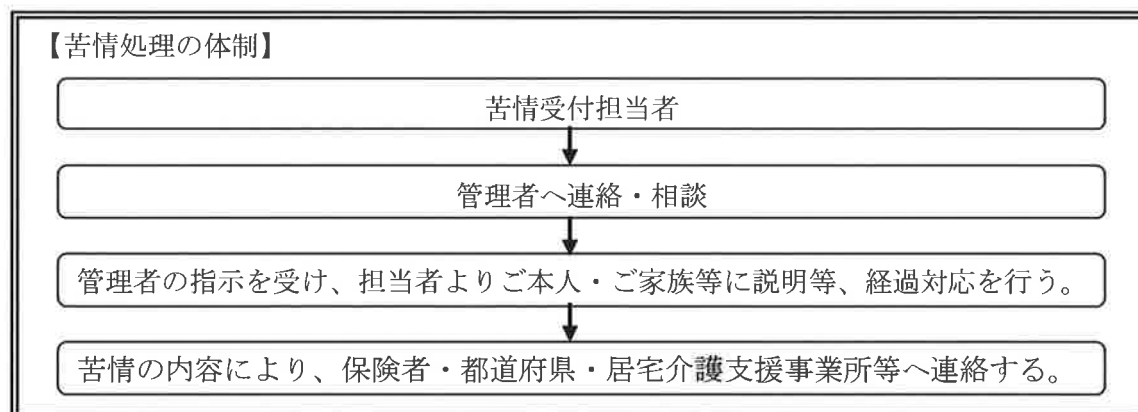 【苦情処理の体制】
苦情受付担当者
管理者へ連絡・相談
管理者の指示を受け、担当者よりご本人・ご家族等に説明等、経過対応を行う。
苦情の内容により、保険者・都道府県・居宅介護支援事業所等へ連絡する。